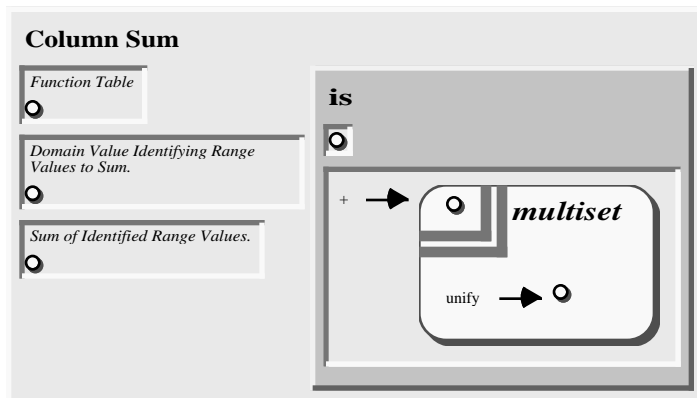 Column Sum
Function Table
Domain Value Identifying Range
Values to Sum.
Sum of Identified Range Values.
is
+
multiset
unify